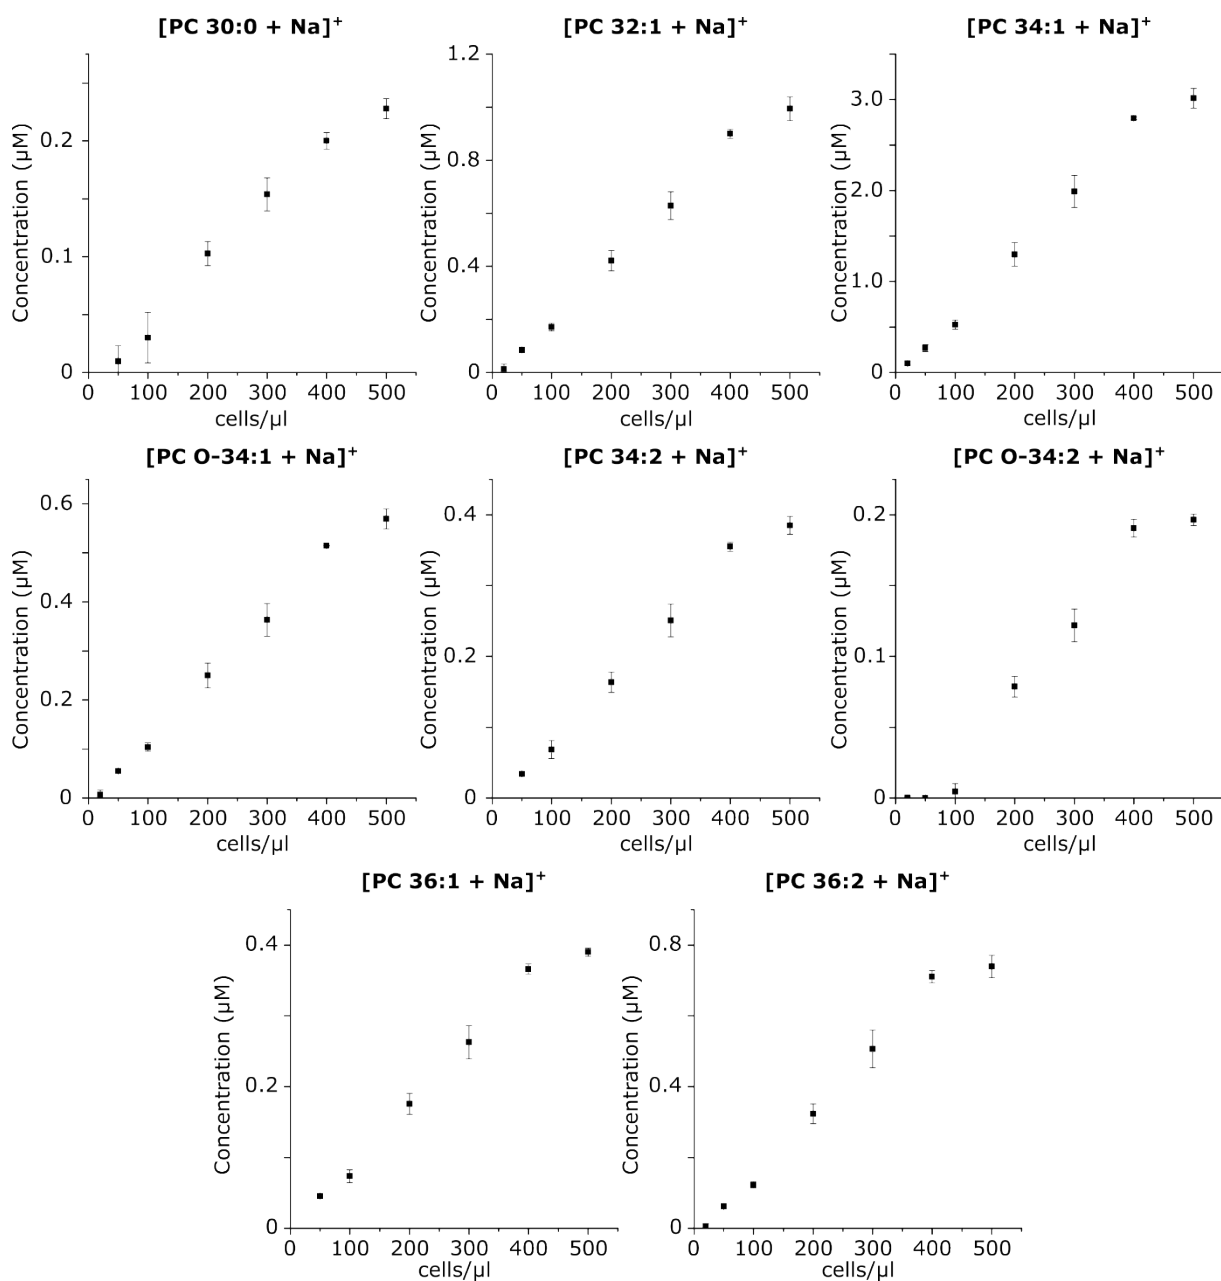 [PC 30:0 + Na]⁺
Concentration (µM)
0.2
0.1
0
0 100 200 300 400 500
cells/µl
[PC 32:1 + Na]⁺
Concentration (µM)
1.2
0.8
0.4
0
0 100 200 300 400 500
cells/µl
[PC 34:1 + Na]⁺
Concentration (µM)
3.0
2.0
1.0
0
0 100 200 300 400 500
cells/µl
[PC O-34:1 + Na]⁺
Concentration (µM)
0.6
0.4
0.2
0
0 100 200 300 400 500
cells/µl
[PC 34:2 + Na]⁺
Concentration (µM)
0.4
0.2
0
0 100 200 300 400 500
cells/µl
[PC O-34:2 + Na]⁺
Concentration (µM)
0.2
0.1
0
0 100 200 300 400 500
cells/µl
[PC 36:1 + Na]⁺
Concentration (µM)
0.4
0.2
0
0 100 200 300 400 500
cells/µl
[PC 36:2 + Na]⁺
Concentration (µM)
0.8
0.4
0
0 100 200 300 400 500
cells/µl